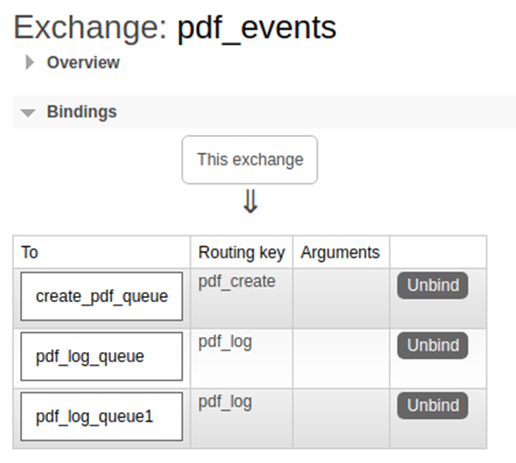 Exchange: pdf_events
Overview
Bindings
This exchange
To Routing key Arguments
create_pdf_queue pdf_create Unbind
pdf_log_queue pdf_log Unbind
pdf_log_queue1 pdf_log Unbind